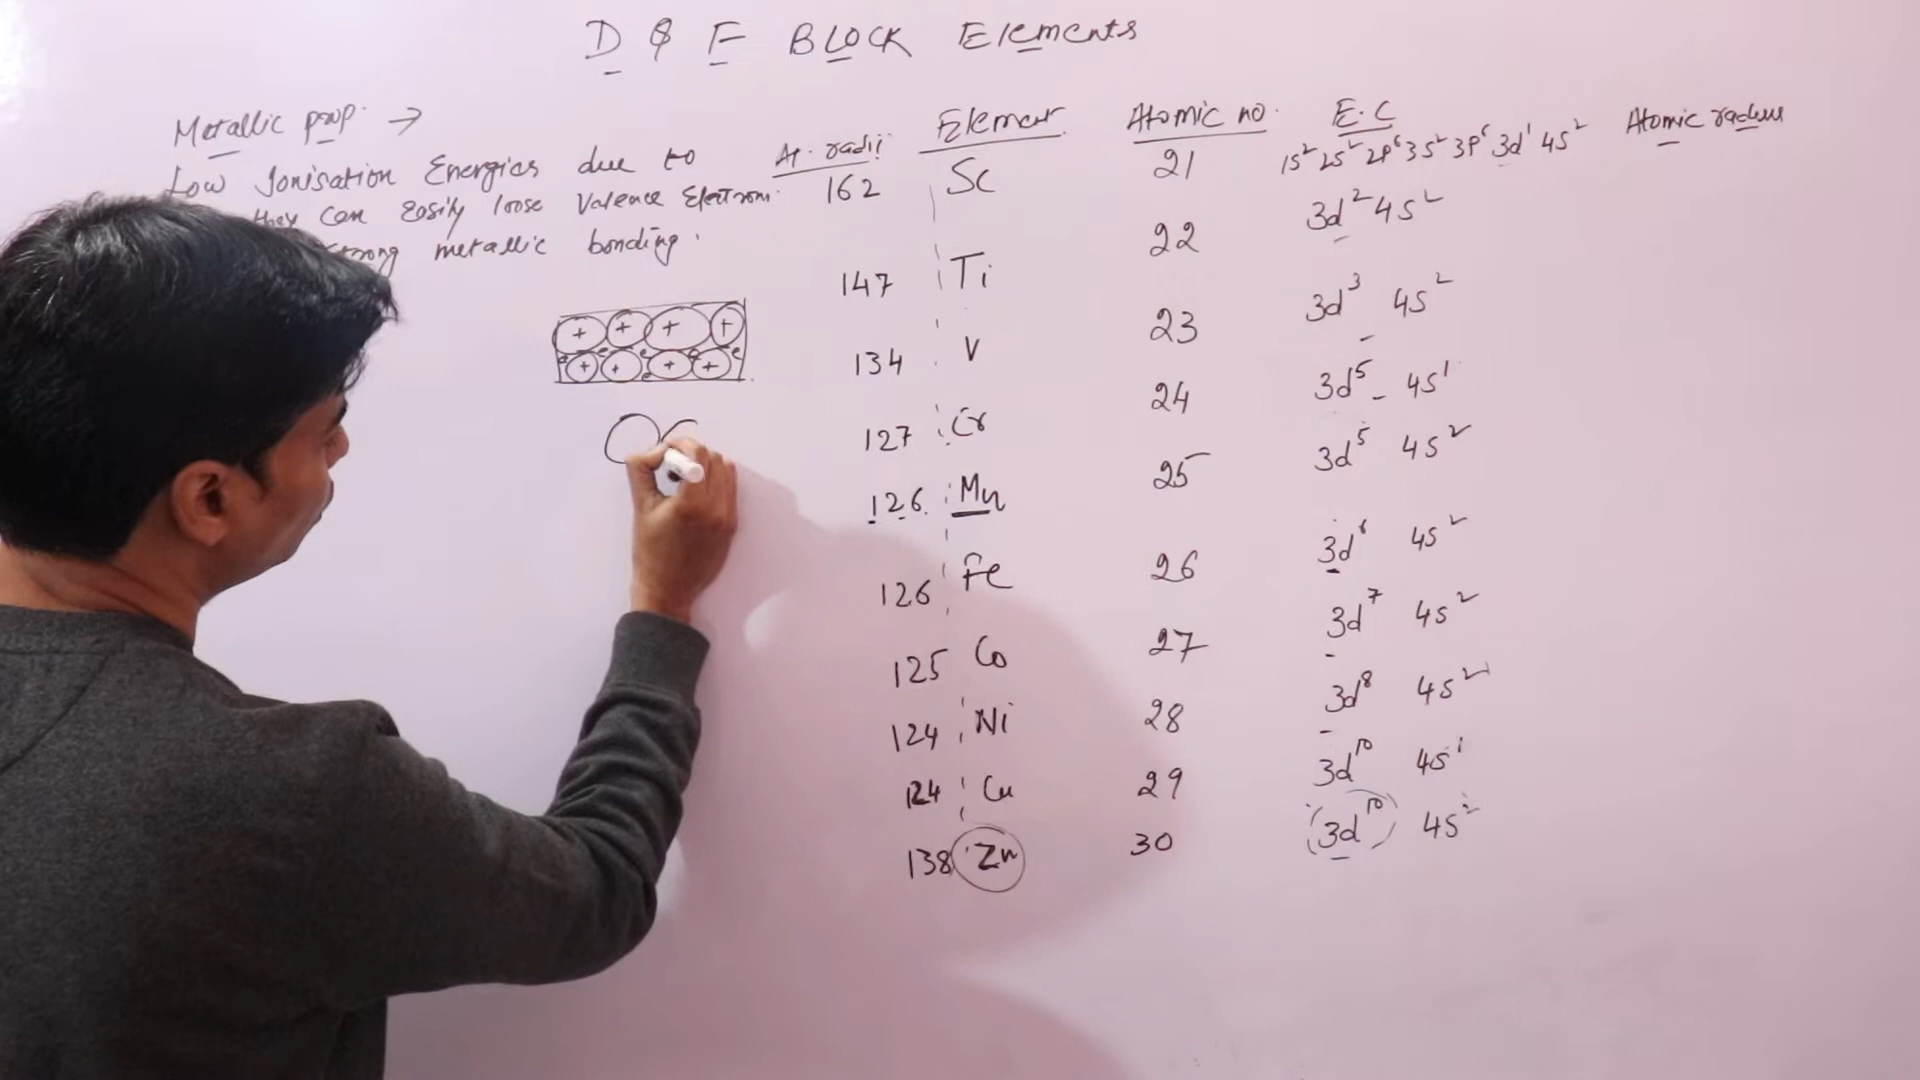 D & F BLOCK Elements
Metallic prop. →
Low Ionisation Energies due to
they can easily loose Valence Electrons.
strong metallic bonding.
+ + + +
e e e e e
+ + + +
e e
At. radii Element Atomic no. E.C Atomic radius
162 Sc 21 1s² 2s² 2p⁶ 3s² 3p⁶ 3d¹ 4s²
147 Ti 22 3d² 4s²
134 V 23 3d³ 4s²
127 Cr 24 3d⁵ 4s¹
126. Mn 25 3d⁵ 4s²
126 Fe 26 3d⁶ 4s²
125 Co 27 3d⁷ 4s²
124 Ni 28 3d⁸ 4s²
124 Cu 29 3d¹⁰ 4s¹
138 Zn 30 3d¹⁰ 4s²